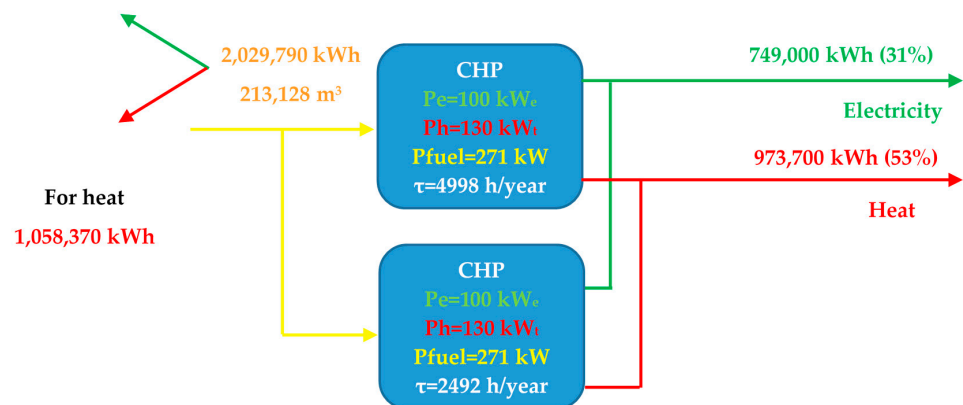 2,029,790 kWh
213,128 m³
For heat
1,058,370 kWh
CHP
Pe=100 kWₑ
Ph=130 kWₜ
Pfuel=271 kW
τ=4998 h/year
CHP
Pe=100 kWₑ
Ph=130 kWₜ
Pfuel=271 kW
τ=2492 h/year
749,000 kWh (31%)
Electricity
973,700 kWh (53%)
Heat